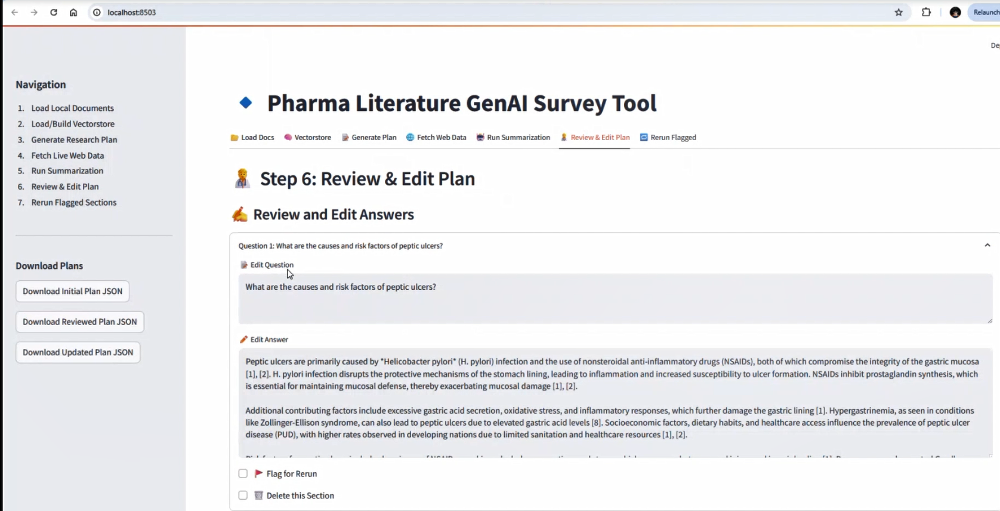 localhost:8503
Relaunch
Navigation
1. Load Local Documents
2. Load/Build Vectorstore
3. Generate Research Plan
4. Fetch Live Web Data
5. Run Summarization
6. Review & Edit Plan
7. Rerun Flagged Sections
Download Plans
Download Initial Plan JSON
Download Reviewed Plan JSON
Download Updated Plan JSON
Pharma Literature GenAI Survey Tool
Load Docs Vectorstore Generate Plan Fetch Web Data Run Summarization Review & Edit Plan Rerun Flagged
Step 6: Review & Edit Plan
Review and Edit Answers
Question 1: What are the causes and risk factors of peptic ulcers?
Edit Question
What are the causes and risk factors of peptic ulcers?
Edit Answer
Peptic ulcers are primarily caused by *Helicobacter pylori* (H. pylori) infection and the use of nonsteroidal anti-inflammatory drugs (NSAIDs), both of which compromise the integrity of the gastric mucosa
[1], [2]. H. pylori infection disrupts the protective mechanisms of the stomach lining, leading to inflammation and increased susceptibility to ulcer formation. NSAIDs inhibit prostaglandin synthesis, which
is essential for maintaining mucosal defense, thereby exacerbating mucosal damage [1], [2].
Additional contributing factors include excessive gastric acid secretion, oxidative stress, and inflammatory responses, which further damage the gastric lining [1]. Hypergastrinemia, as seen in conditions
like Zollinger-Ellison syndrome, can also lead to peptic ulcers due to elevated gastric acid levels [8]. Socioeconomic factors, dietary habits, and healthcare access influence the prevalence of peptic ulcer
disease (PUD), with higher rates observed in developing nations due to limited sanitation and healthcare resources [1], [2].
Flag for Rerun
Delete this Section